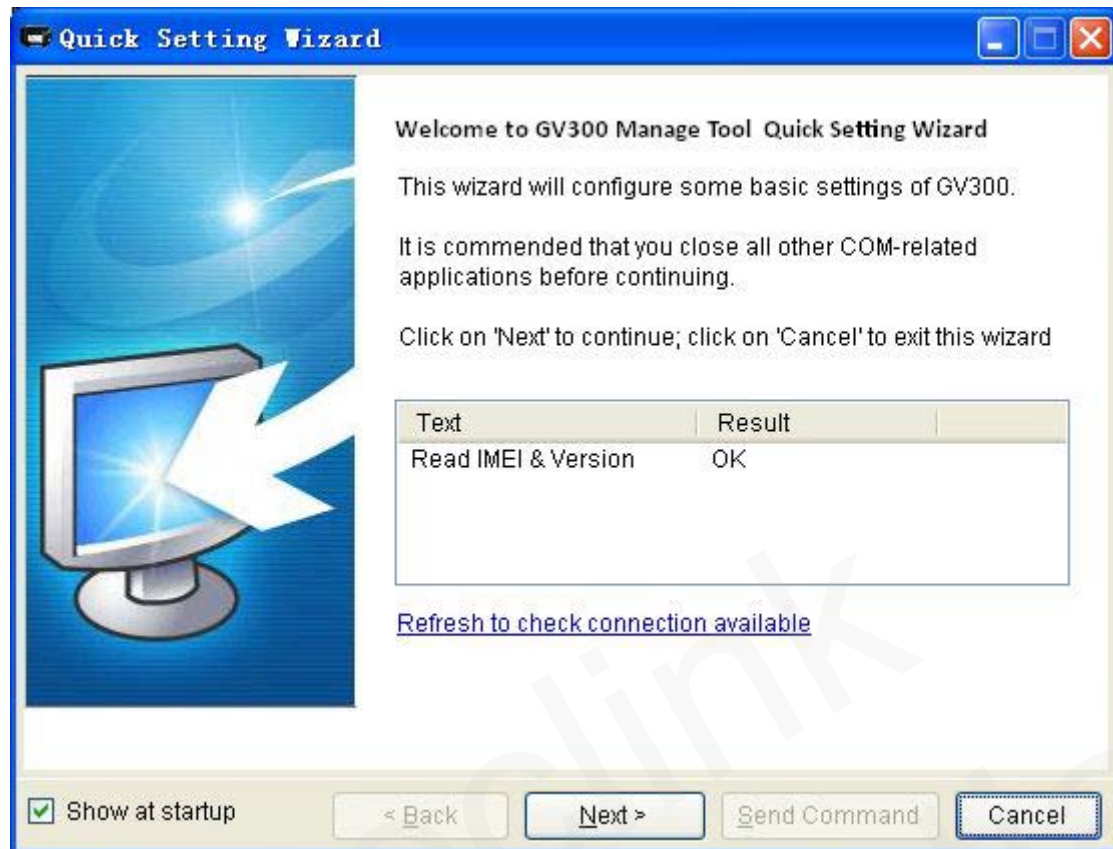 Quick Setting Wizard
Welcome to GV300 Manage Tool Quick Setting Wizard
This wizard will configure some basic settings of GV300.
It is commended that you close all other COM-related
applications before continuing.
Click on 'Next' to continue; click on 'Cancel' to exit this wizard
Text Result
Read IMEI & Version OK
Refresh to check connection available
Show at startup < Back Next > Send Command Cancel